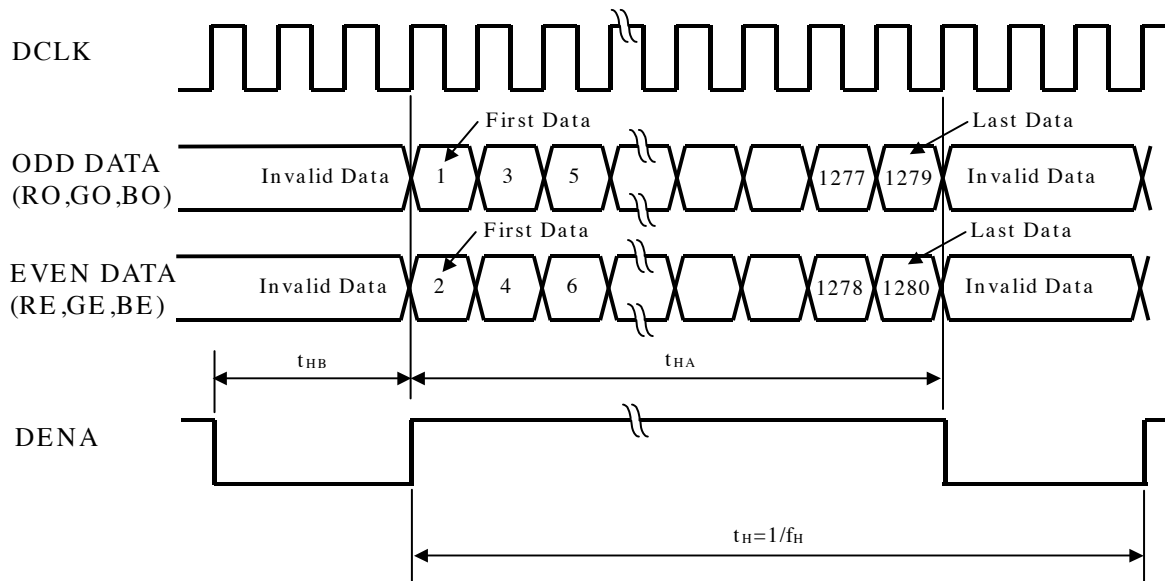 DCLK
First Data
Last Data
ODD DATA
(RO,GO,BO)
Invalid Data
1
3
5
1277
1279
Invalid Data
First Data
Last Data
EVEN DATA
(RE,GE,BE)
Invalid Data
2
4
6
1278
1280
Invalid Data
tHB
tHA
DENA
tH=1/fH